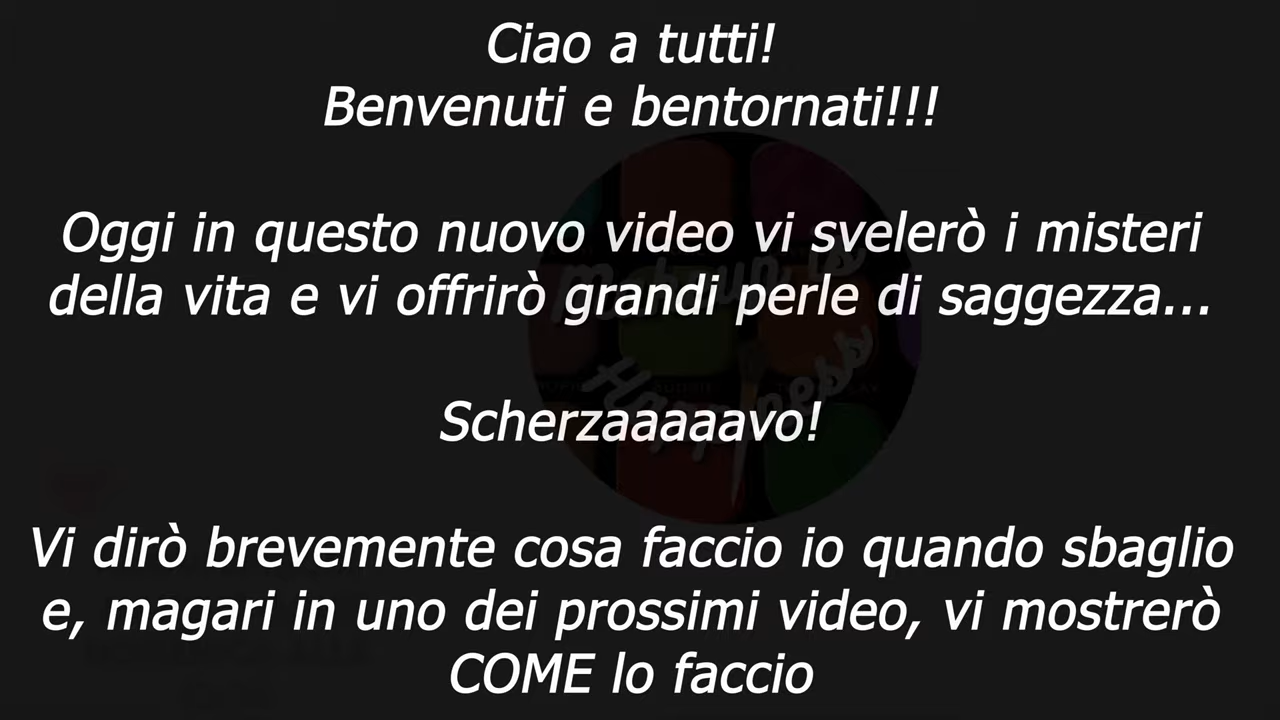 Ciao a tutti!
Benvenuti e bentornati!!!
Oggi in questo nuovo video vi svelerò i misteri
della vita e vi offrirò grandi perle di saggezza...
Scherzaaaaaavo!
Vi dirò brevemente cosa faccio io quando sbaglio
e, magari in uno dei prossimi video, vi mostrerò
COME lo faccio
Happyness